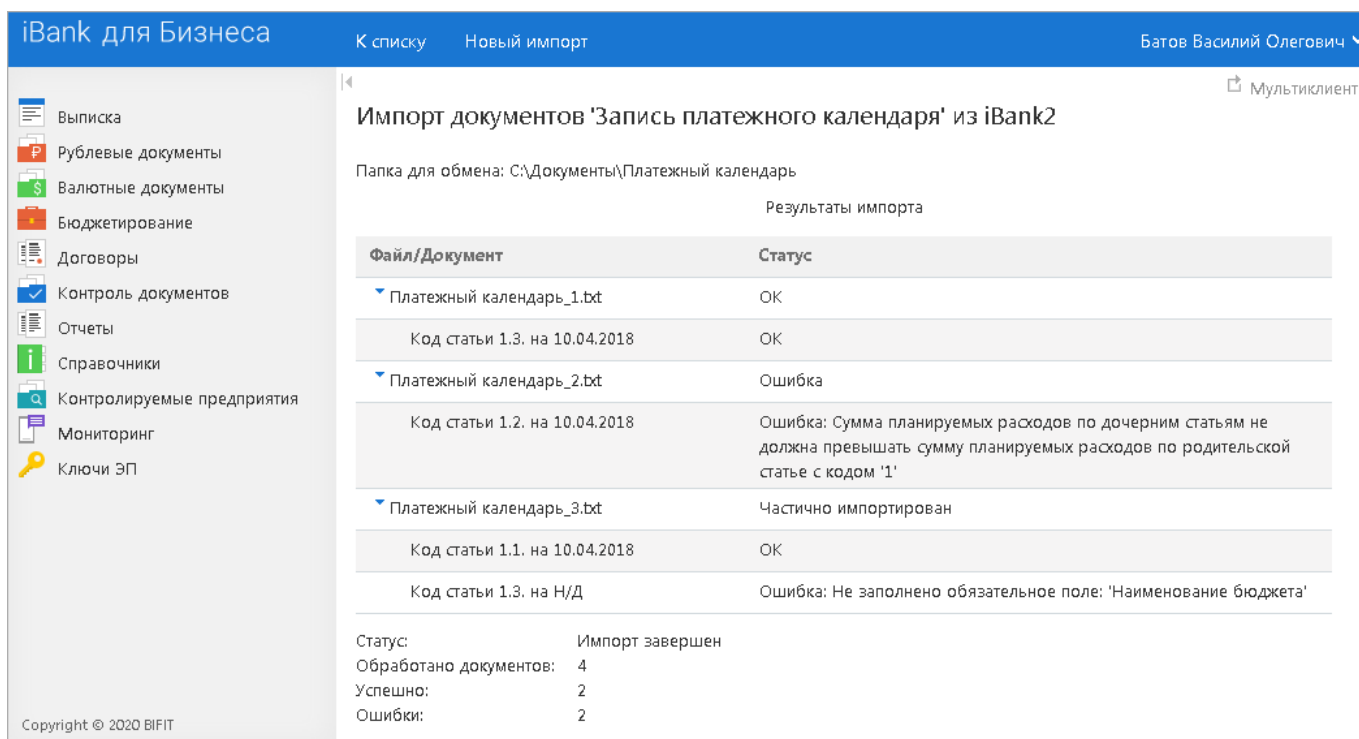 iBank для Бизнеса
К списку Новый импорт Батов Василий Олегович
Мультиклиент
Выписка
Рублевые документы
Валютные документы
Бюджетирование
Договоры
Контроль документов
Отчеты
Справочники
Контролируемые предприятия
Мониторинг
Ключи ЭП
Copyright © 2020 BIFIT
Импорт документов 'Запись платежного календаря' из iBank2
Папка для обмена: C:\Документы\Платежный календарь
Результаты импорта
Файл/Документ Статус
Платежный календарь_1.txt OK
Код статьи 1.3. на 10.04.2018 OK
Платежный календарь_2.txt Ошибка
Код статьи 1.2. на 10.04.2018 Ошибка: Сумма планируемых расходов по дочерним статьям не
должна превышать сумму планируемых расходов по родительской
статье с кодом '1'
Платежный календарь_3.txt Частично импортирован
Код статьи 1.1. на 10.04.2018 OK
Код статьи 1.3. на Н/Д Ошибка: Не заполнено обязательное поле: 'Наименование бюджета'
Статус: Импорт завершен
Обработано документов: 4
Успешно: 2
Ошибки: 2